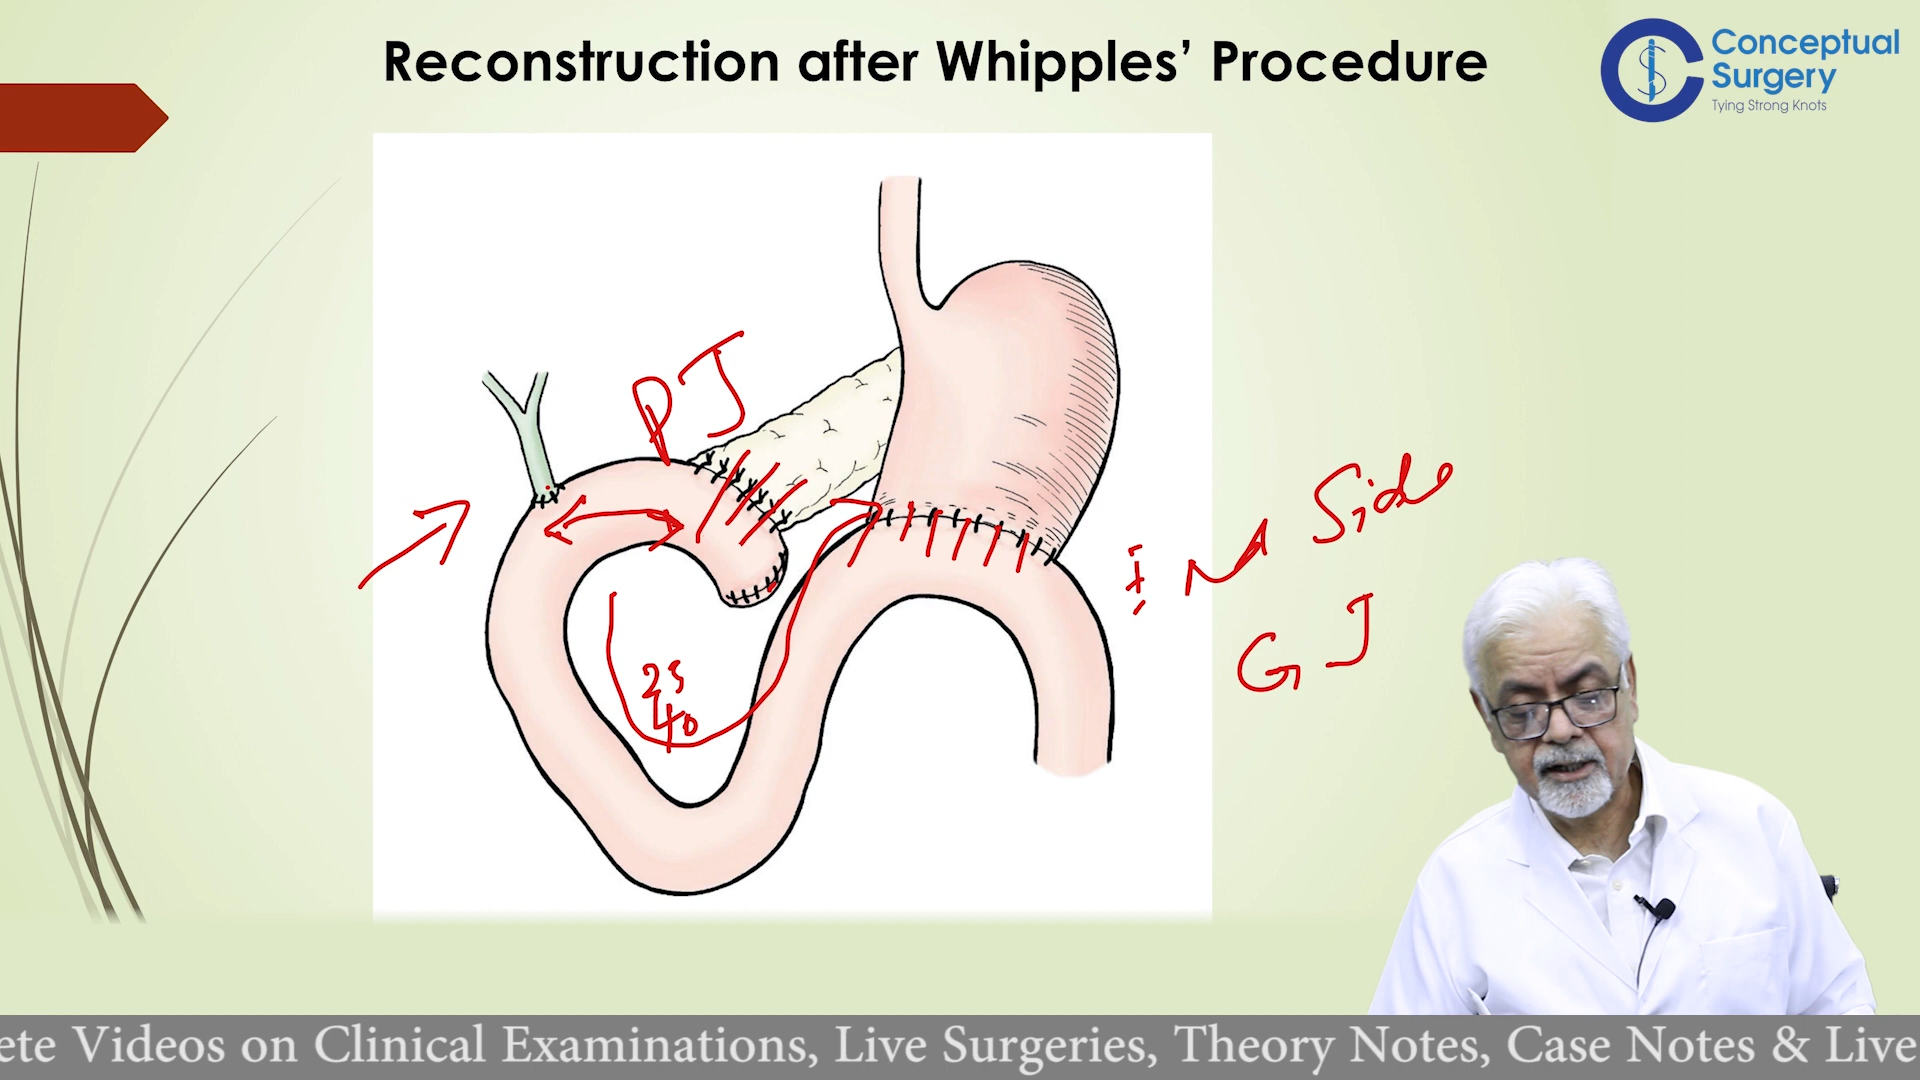 Reconstruction after Whipples’ Procedure
Conceptual
Surgery
Tying Strong Knots
PJ
Side
GJ
25
40
ete Videos on Clinical Examinations, Live Surgeries, Theory Notes, Case Notes & Live